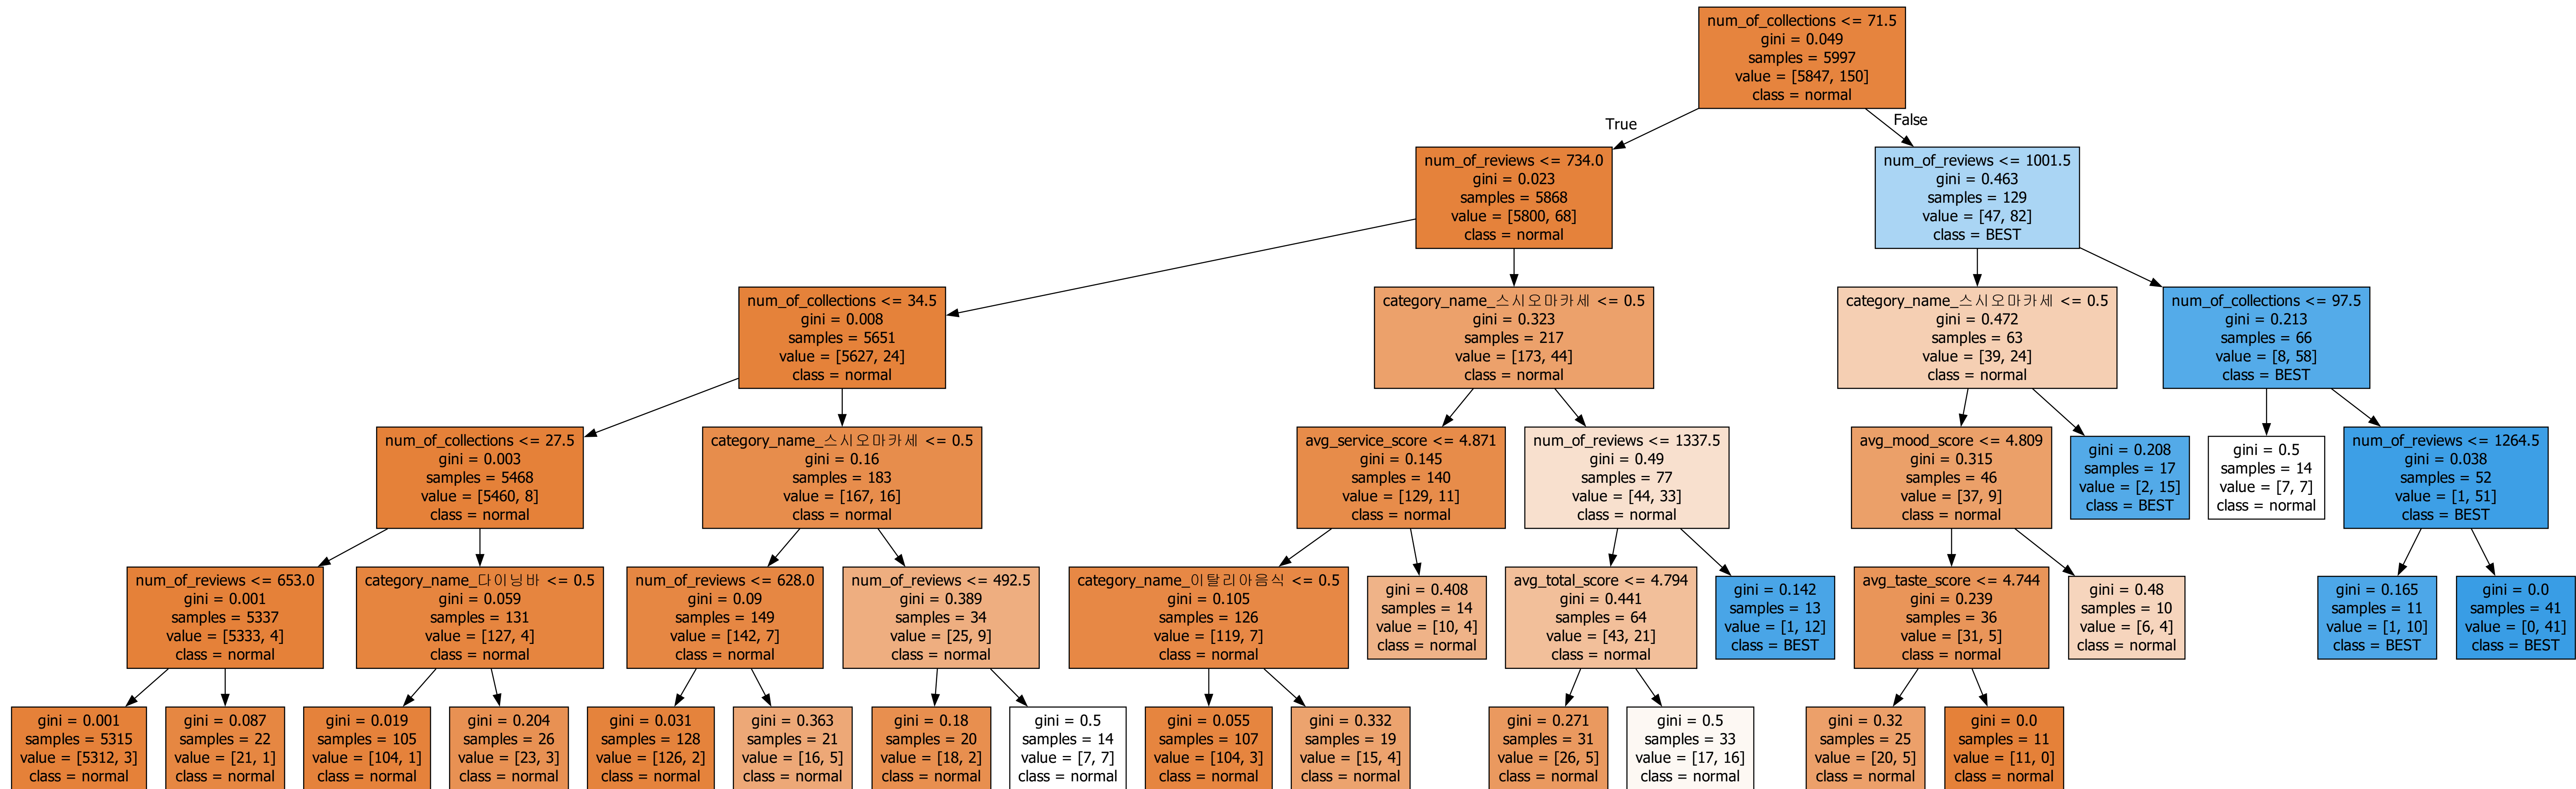 num_of_collections <= 71.5
gini = 0.049
samples = 5997
value = [5847, 150]
class = normal
True
False
num_of_reviews <= 734.0
gini = 0.023
samples = 5868
value = [5800, 68]
class = normal
num_of_reviews <= 1001.5
gini = 0.463
samples = 129
value = [47, 82]
class = BEST
num_of_collections <= 34.5
gini = 0.008
samples = 5651
value = [5627, 24]
class = normal
category_name_스시오마카세 <= 0.5
gini = 0.323
samples = 217
value = [173, 44]
class = normal
category_name_스시오마카세 <= 0.5
gini = 0.472
samples = 63
value = [39, 24]
class = normal
num_of_collections <= 97.5
gini = 0.213
samples = 66
value = [8, 58]
class = BEST
num_of_collections <= 27.5
gini = 0.003
samples = 5468
value = [5460, 8]
class = normal
category_name_스시오마카세 <= 0.5
gini = 0.16
samples = 183
value = [167, 16]
class = normal
avg_service_score <= 4.871
gini = 0.145
samples = 140
value = [129, 11]
class = normal
num_of_reviews <= 1337.5
gini = 0.49
samples = 77
value = [44, 33]
class = normal
avg_mood_score <= 4.809
gini = 0.315
samples = 46
value = [37, 9]
class = normal
gini = 0.208
samples = 17
value = [2, 15]
class = BEST
gini = 0.5
samples = 14
value = [7, 7]
class = normal
num_of_reviews <= 1264.5
gini = 0.038
samples = 52
value = [1, 51]
class = BEST
num_of_reviews <= 653.0
gini = 0.001
samples = 5337
value = [5333, 4]
class = normal
category_name_다이닝바 <= 0.5
gini = 0.059
samples = 131
value = [127, 4]
class = normal
num_of_reviews <= 628.0
gini = 0.09
samples = 149
value = [142, 7]
class = normal
num_of_reviews <= 492.5
gini = 0.389
samples = 34
value = [25, 9]
class = normal
category_name_이탈리아음식 <= 0.5
gini = 0.105
samples = 126
value = [119, 7]
class = normal
gini = 0.408
samples = 14
value = [10, 4]
class = normal
avg_total_score <= 4.794
gini = 0.441
samples = 64
value = [43, 21]
class = normal
gini = 0.142
samples = 13
value = [1, 12]
class = BEST
avg_taste_score <= 4.744
gini = 0.239
samples = 36
value = [31, 5]
class = normal
gini = 0.48
samples = 10
value = [6, 4]
class = normal
gini = 0.165
samples = 11
value = [1, 10]
class = BEST
gini = 0.0
samples = 41
value = [0, 41]
class = BEST
gini = 0.001
samples = 5315
value = [5312, 3]
class = normal
gini = 0.087
samples = 22
value = [21, 1]
class = normal
gini = 0.019
samples = 105
value = [104, 1]
class = normal
gini = 0.204
samples = 26
value = [23, 3]
class = normal
gini = 0.031
samples = 128
value = [126, 2]
class = normal
gini = 0.363
samples = 21
value = [16, 5]
class = normal
gini = 0.18
samples = 20
value = [18, 2]
class = normal
gini = 0.5
samples = 14
value = [7, 7]
class = normal
gini = 0.055
samples = 107
value = [104, 3]
class = normal
gini = 0.332
samples = 19
value = [15, 4]
class = normal
gini = 0.271
samples = 31
value = [26, 5]
class = normal
gini = 0.5
samples = 33
value = [17, 16]
class = normal
gini = 0.32
samples = 25
value = [20, 5]
class = normal
gini = 0.0
samples = 11
value = [11, 0]
class = normal